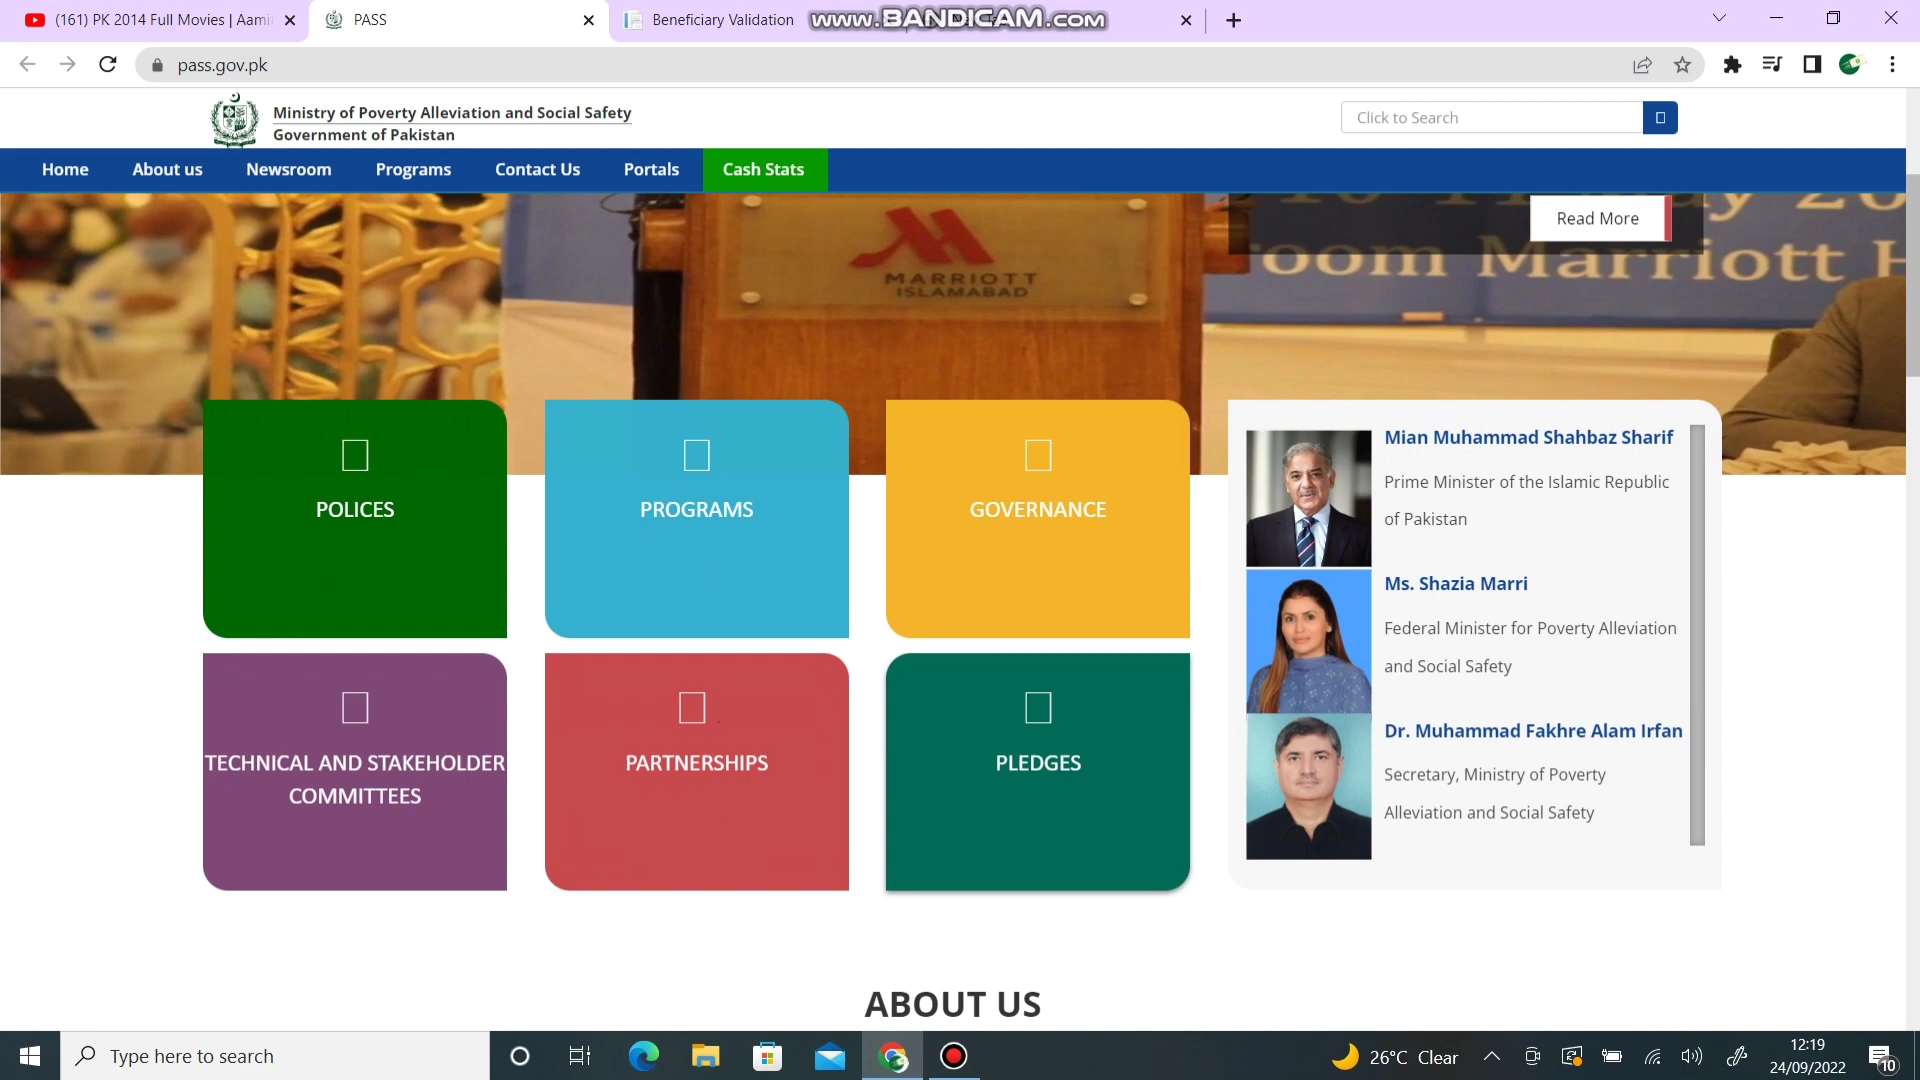 (161) PK 2014 Full Movies | Aami
PASS
Beneficiary Validation
www.BANDICAM.com
pass.gov.pk
Ministry of Poverty Alleviation and Social Safety
Government of Pakistan
Click to Search
Home About us Newsroom Programs Contact Us Portals Cash Stats
Read More
MARRIOTT
ISLAMABAD
oom Marriott H
POLICES
PROGRAMS
GOVERNANCE
TECHNICAL AND STAKEHOLDER
COMMITTEES
PARTNERSHIPS
PLEDGES
Mian Muhammad Shahbaz Sharif
Prime Minister of the Islamic Republic
of Pakistan
Ms. Shazia Marri
Federal Minister for Poverty Alleviation
and Social Safety
Dr. Muhammad Fakhre Alam Irfan
Secretary, Ministry of Poverty
Alleviation and Social Safety
ABOUT US
Type here to search
26°C Clear
12:19
24/09/2022
10